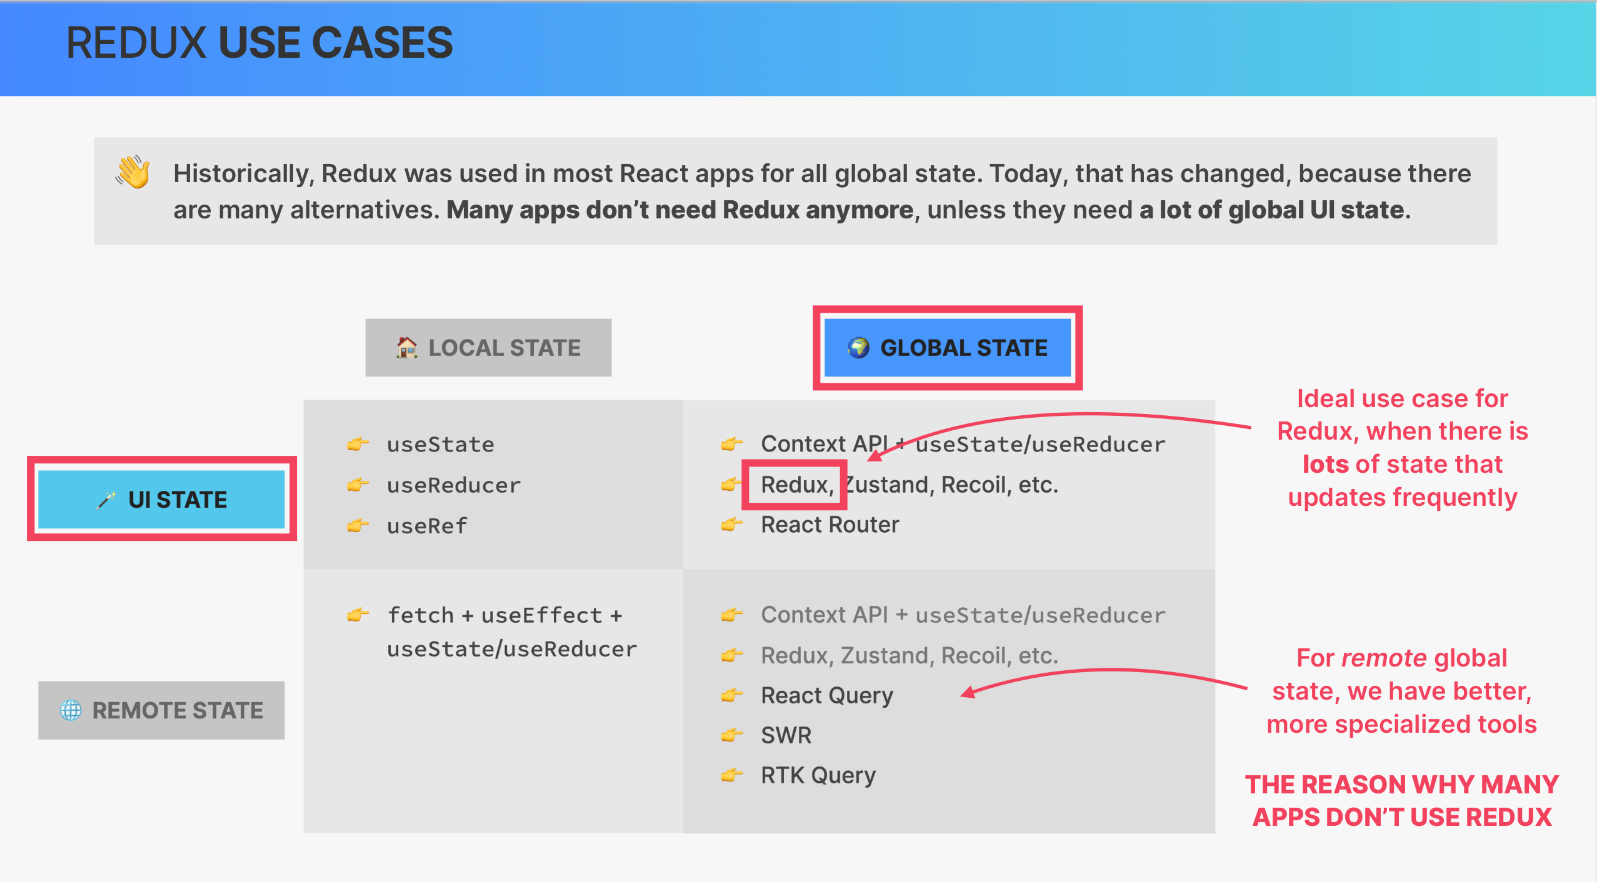 REDUX USE CASES
Historically, Redux was used in most React apps for all global state. Today, that has changed, because there
are many alternatives. Many apps don’t need Redux anymore, unless they need a lot of global UI state.
LOCAL STATE
GLOBAL STATE
UI STATE
useState
useReducer
useRef
Context API + useState/useReducer
Redux, Zustand, Recoil, etc.
React Router
Ideal use case for
Redux, when there is
lots of state that
updates frequently
REMOTE STATE
fetch + useEffect +
useState/useReducer
Context API + useState/useReducer
Redux, Zustand, Recoil, etc.
React Query
SWR
RTK Query
For remote global
state, we have better,
more specialized tools
THE REASON WHY MANY
APPS DON’T USE REDUX